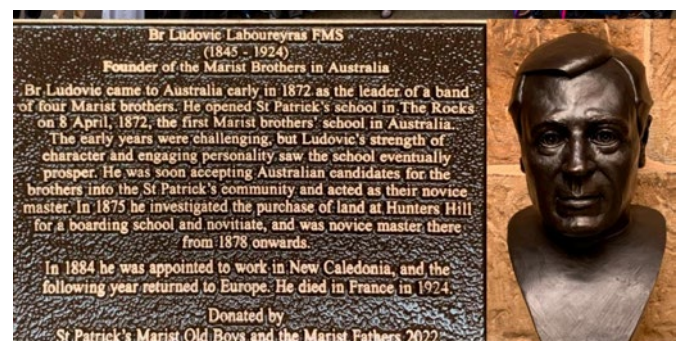 Br Ludovic Laboureyras FMS
(1845 - 1924)
Founder of the Marist Brothers in Australia
Br Ludovic came to Australia early in 1872 as the leader of a band
of four Marist brothers. He opened St Patrick's school in The Rocks
on 8 April, 1872, the first Marist brothers' school in Australia.
The early years were challenging, but Ludovic's strength of
character and engaging personality saw the school eventually
prosper. He was soon accepting Australian candidates for the
brothers into the St Patrick's community and acted as their novice
master. In 1875 he investigated the purchase of land at Hunters Hill
for a boarding school and novitiate, and was novice master there
from 1878 onwards.
In 1884 he was appointed to work in New Caledonia, and the
following year returned to Europe. He died in France in 1924
Donated by
St Patrick's Marist Old Boys and the Marist Fathers 2022